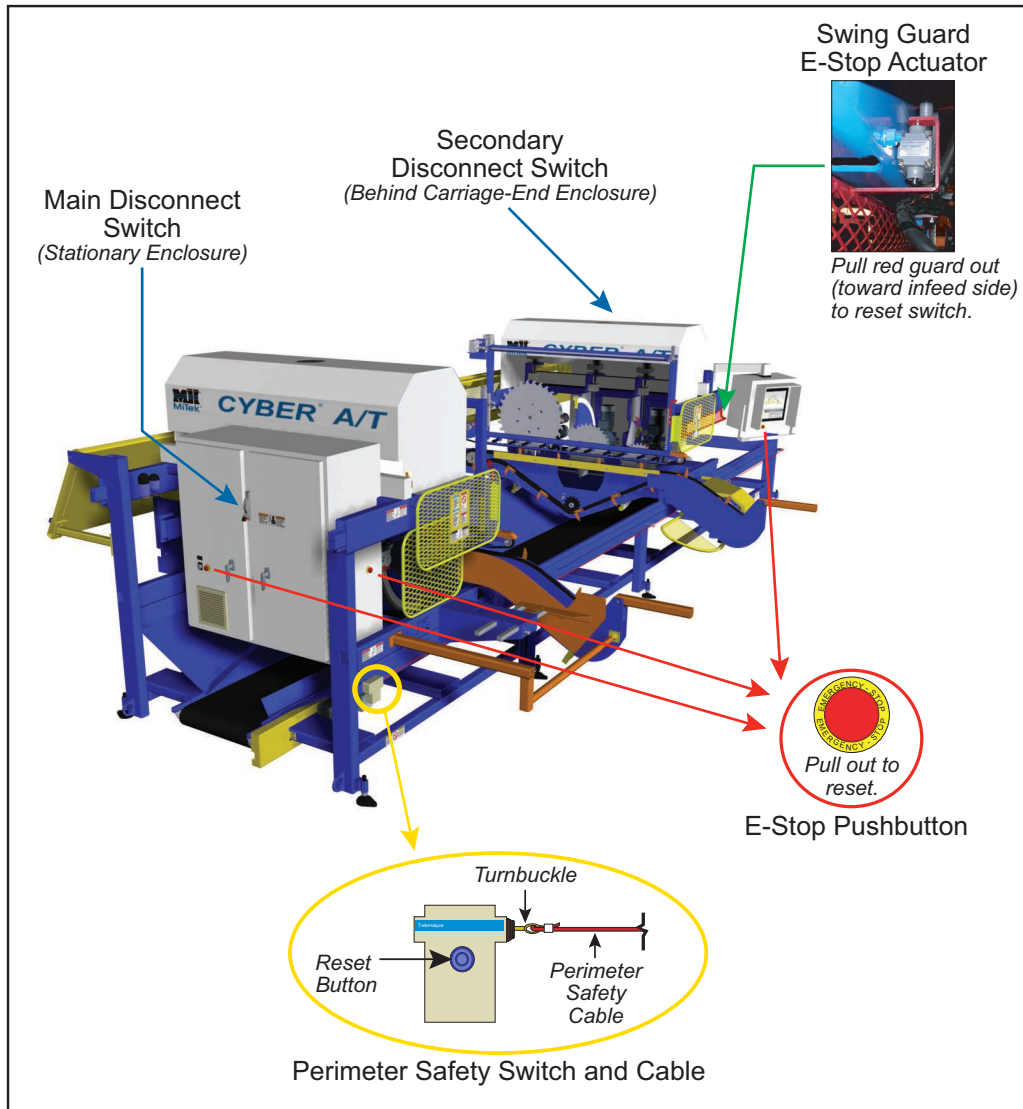 Swing Guard
E-Stop Actuator
Secondary
Disconnect Switch
(Behind Carriage-End Enclosure)
Main Disconnect
Switch
(Stationary Enclosure)
Pull red guard out
(toward infeed side)
to reset switch.
CYBER A/T
MiTek
CYBER A/T
EMERGENCY - STOP
EMERGENCY - STOP
Pull out to
reset.
E-Stop Pushbutton
Turnbuckle
Reset
Button
Perimeter
Safety
Cable
Perimeter Safety Switch and Cable